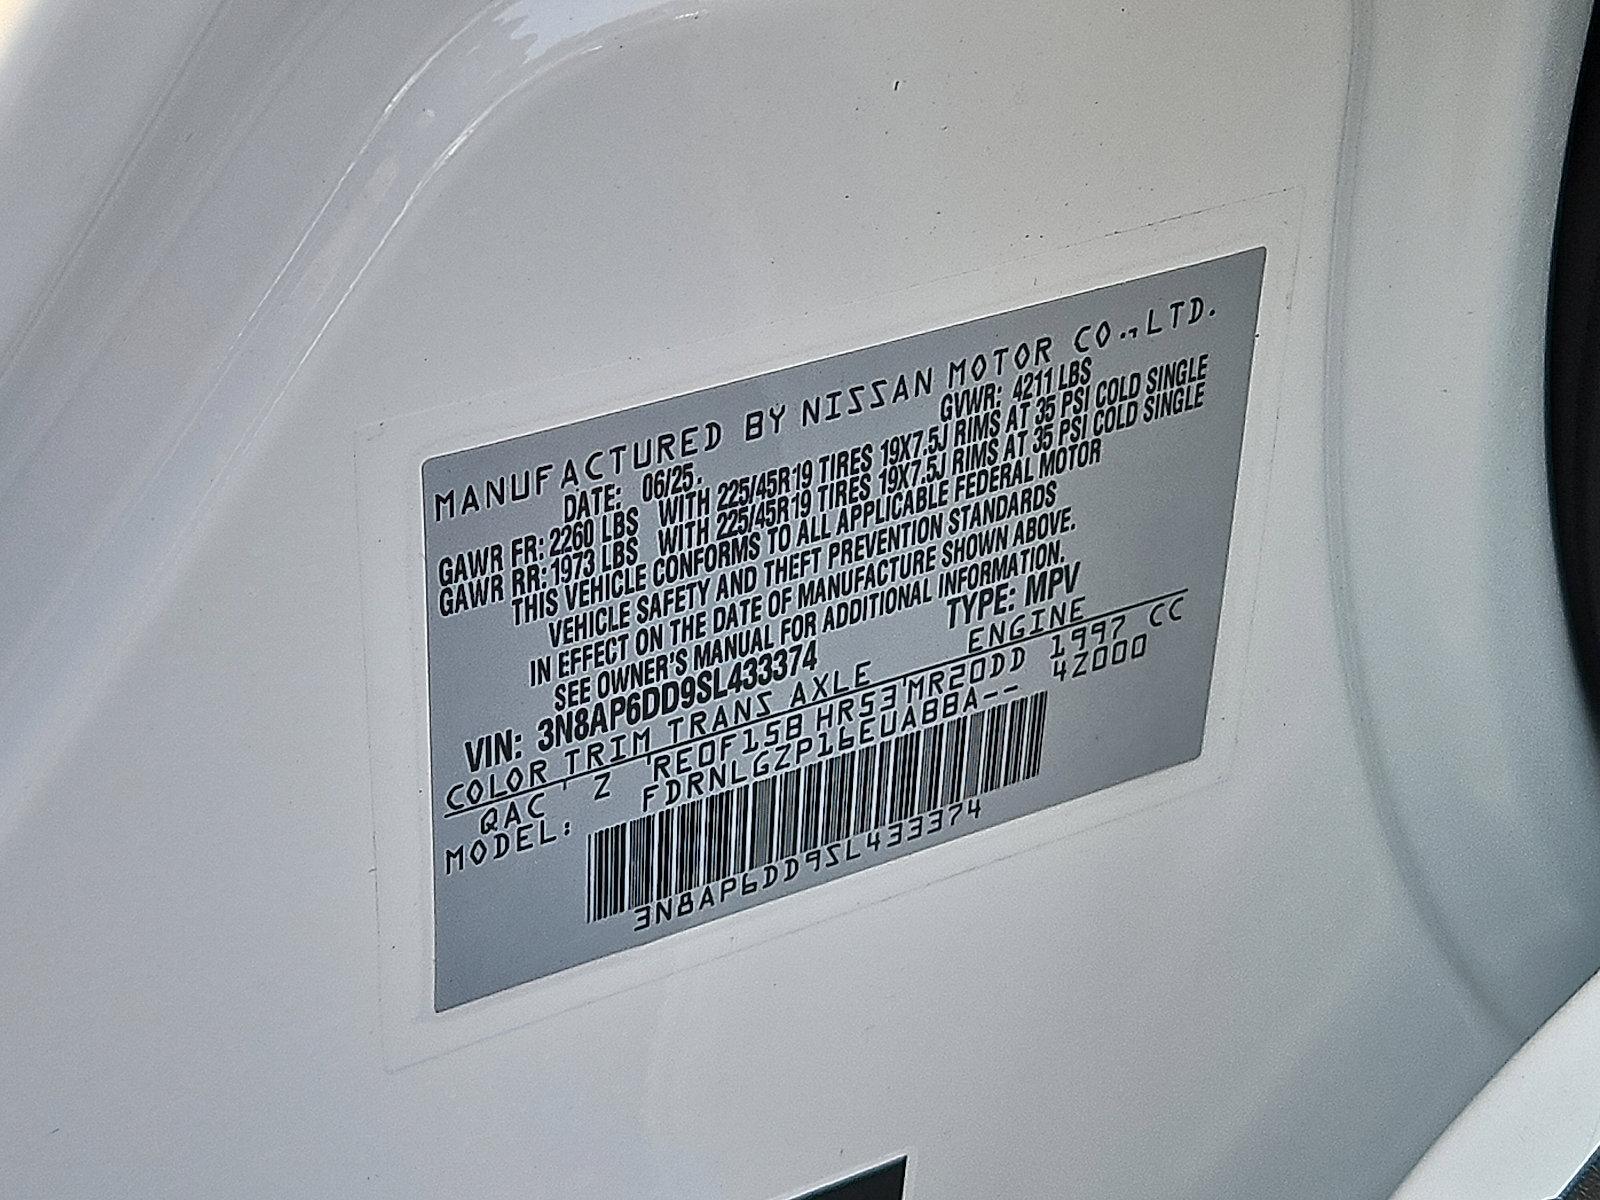 MANUFACTURED BY NISSAN MOTOR CO.,LTD.
DATE: 06/25. GVWR: 4211 LBS
GAWR FR: 2260 LBS WITH 225/45R19 TIRES 19X7.5J RIMS AT 35 PSI COLD SINGLE
GAWR RR: 1973 LBS WITH 225/45R19 TIRES 19X7.5J RIMS AT 35 PSI COLD SINGLE
THIS VEHICLE CONFORMS TO ALL APPLICABLE FEDERAL MOTOR
VEHICLE SAFETY AND THEFT PREVENTION STANDARDS
IN EFFECT ON THE DATE OF MANUFACTURE SHOWN ABOVE.
SEE OWNER'S MANUAL FOR ADDITIONAL INFORMATION.
VIN: 3N8AP6DD9SL433374 TYPE: MPV
COLOR TRIM TRANS AXLE ENGINE
QAC Z RE0F15B HR53 MR20DD 1997 CC
MODEL: FDRNLGZP16EUABBA-- 4Z000
3N8AP6DD9SL433374